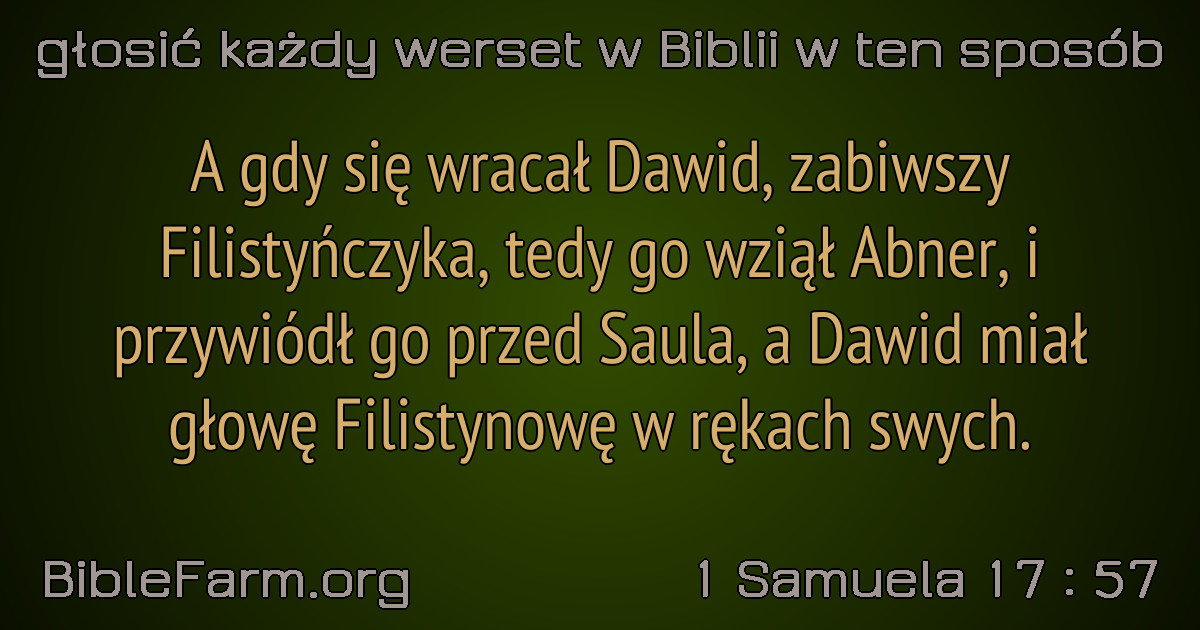 głosić każdy werset w Biblii w ten sposób
A gdy się wracał Dawid, zabiwszy
Filistyńczyka, tedy go wziął Abner, i
przywiódł go przed Saula, a Dawid miał
głowę Filistynowę w rękach swych.
BibleFarm.org
1 Samuela 17 : 57